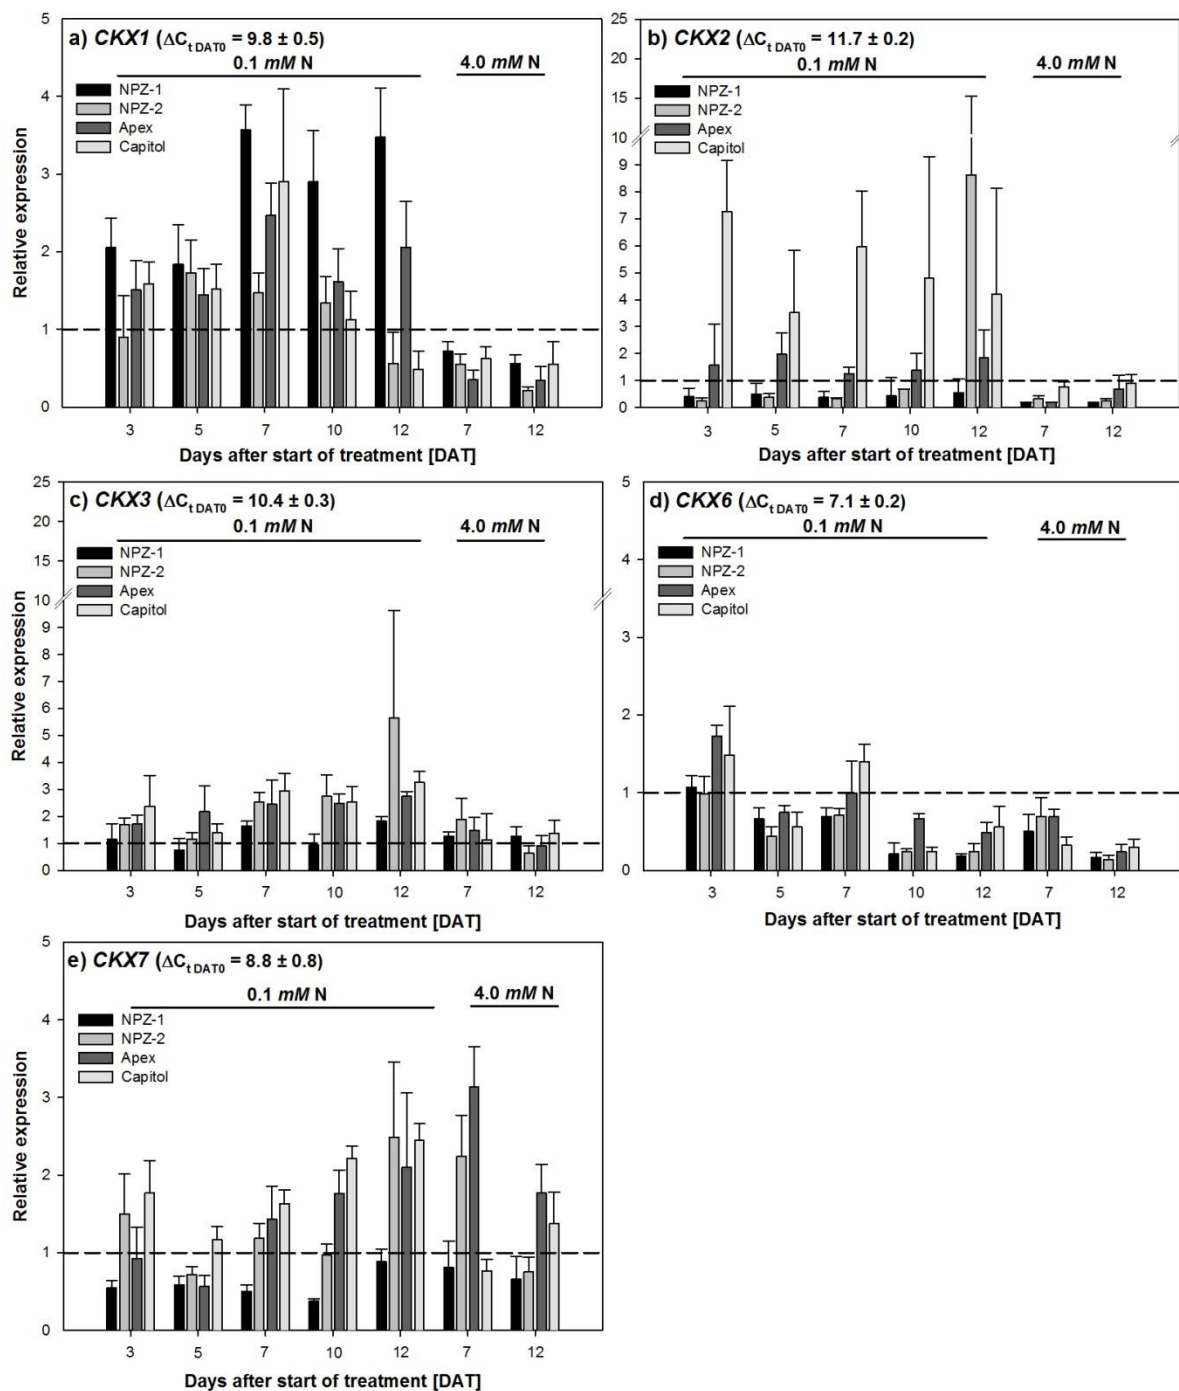 a) CKX1 (ΔCt DAT0 = 9.8 ± 0.5)
0.1 mM N
4.0 mM N
NPZ-1
NPZ-2
Apex
Capitol
Relative expression
5
4
3
2
1
0
3 5 7 10 12 7 12
Days after start of treatment [DAT]
b) CKX2 (ΔCt DAT0 = 11.7 ± 0.2)
0.1 mM N
4.0 mM N
NPZ-1
NPZ-2
Apex
Capitol
25
20
15
10
9
8
7
6
5
4
3
2
1
0
3 5 7 10 12 7 12
Days after start of treatment [DAT]
c) CKX3 (ΔCt DAT0 = 10.4 ± 0.3)
0.1 mM N
4.0 mM N
NPZ-1
NPZ-2
Apex
Capitol
Relative expression
25
20
15
10
9
8
7
6
5
4
3
2
1
0
3 5 7 10 12 7 12
Days after start of treatment [DAT]
d) CKX6 (ΔCt DAT0 = 7.1 ± 0.2)
0.1 mM N
4.0 mM N
NPZ-1
NPZ-2
Apex
Capitol
5
4
3
2
1
0
3 5 7 10 12 7 12
Days after start of treatment [DAT]
e) CKX7 (ΔCt DAT0 = 8.8 ± 0.8)
0.1 mM N
4.0 mM N
NPZ-1
NPZ-2
Apex
Capitol
Relative expression
5
4
3
2
1
0
3 5 7 10 12 7 12
Days after start of treatment [DAT]